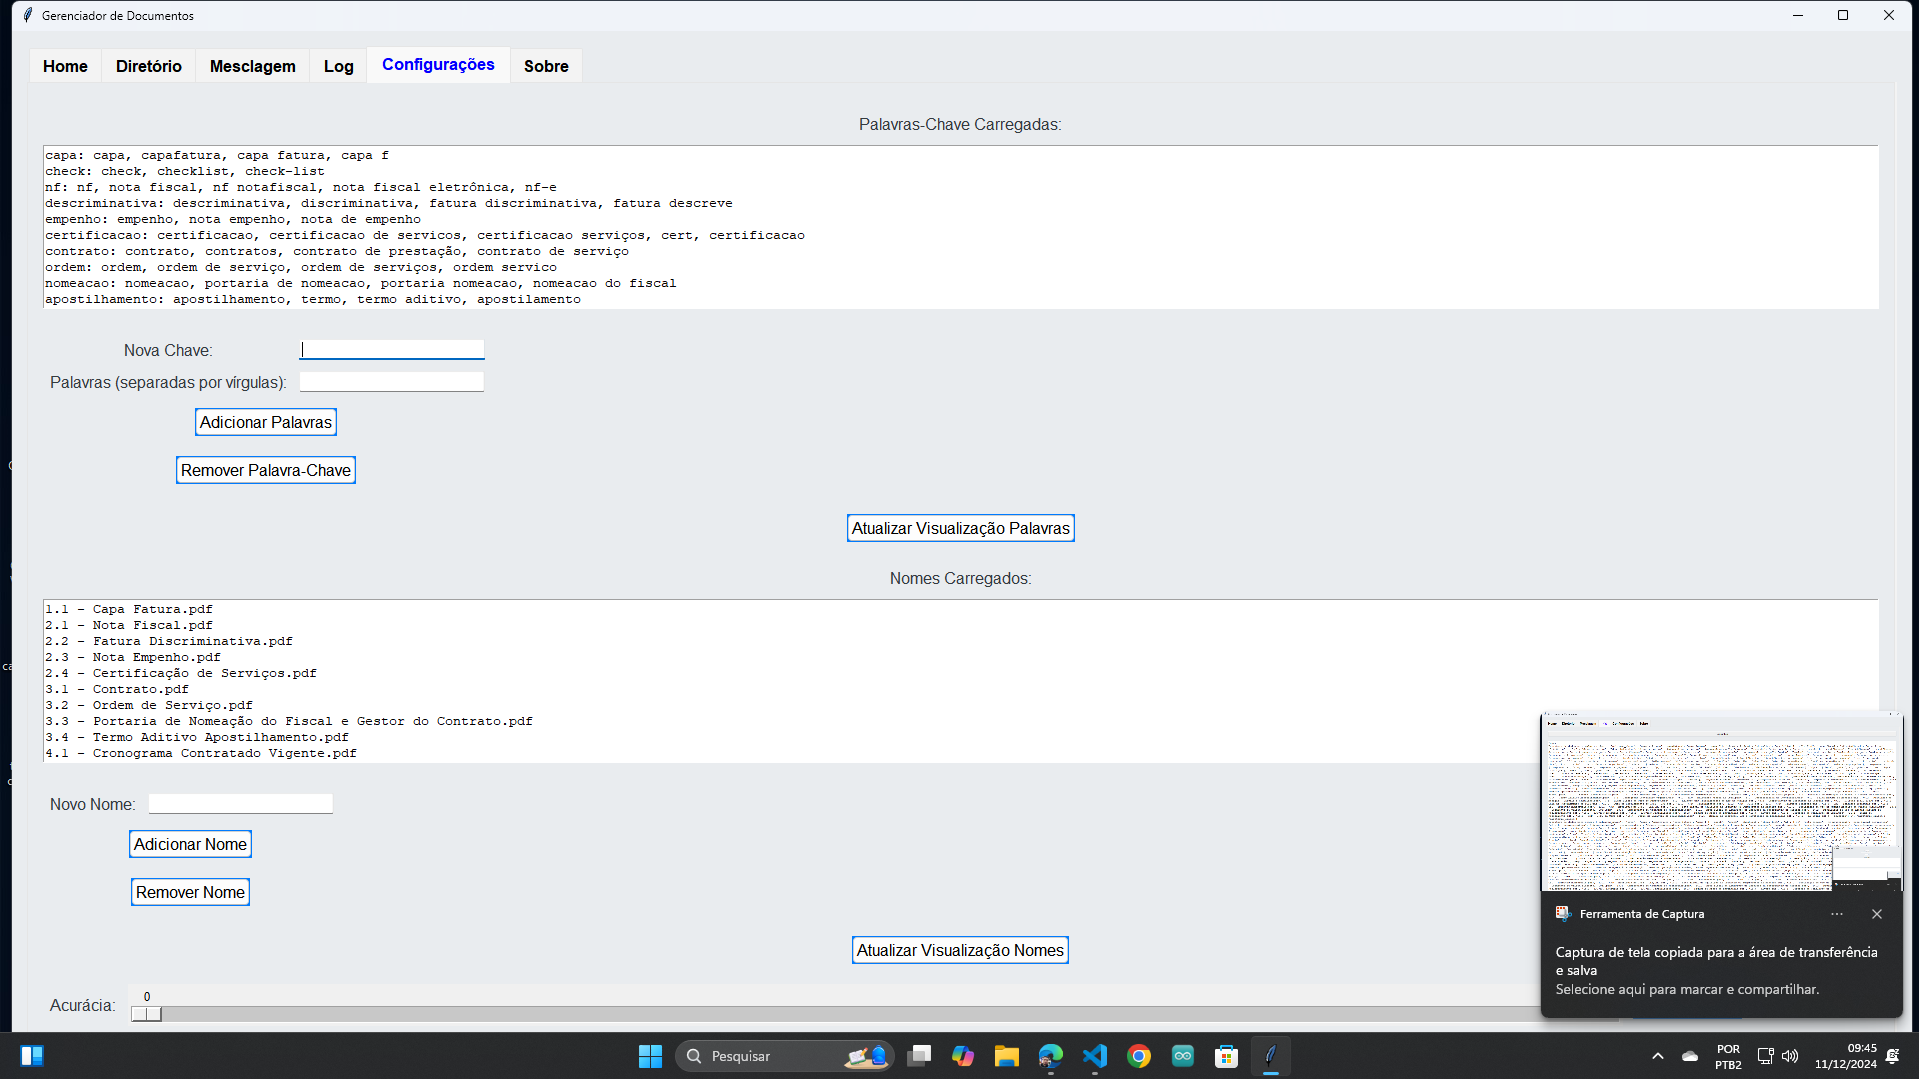 Gerenciador de Documentos
Home Diretório Mesclagem Log Configurações Sobre
Palavras-Chave Carregadas:
capa: capa, capafatura, capa fatura, capa f
check: check, checklist, check-list
nf: nf, nota fiscal, nf notafiscal, nota fiscal eletrônica, nf-e
descriminativa: descriminativa, discriminativa, fatura discriminativa, fatura descreve
empenho: empenho, nota empenho, nota de empenho
certificacao: certificacao, certificacao de servicos, certificacao serviços, cert, certificacao
contrato: contrato, contratos, contrato de prestação, contrato de serviço
ordem: ordem, ordem de serviço, ordem de serviços, ordem servico
nomeacao: nomeacao, portaria de nomeacao, portaria nomeacao, nomeacao do fiscal
apostilhamento: apostilhamento, termo, termo aditivo, apostilamento
Nova Chave:
Palavras (separadas por vírgulas):
Adicionar Palavras
Remover Palavra-Chave
Atualizar Visualização Palavras
Nomes Carregados:
1.1 - Capa Fatura.pdf
2.1 - Nota Fiscal.pdf
2.2 - Fatura Discriminativa.pdf
2.3 - Nota Empenho.pdf
2.4 - Certificação de Serviços.pdf
3.1 - Contrato.pdf
3.2 - Ordem de Serviço.pdf
3.3 - Portaria de Nomeação do Fiscal e Gestor do Contrato.pdf
3.4 - Termo Aditivo Apostilhamento.pdf
4.1 - Cronograma Contratado Vigente.pdf
Novo Nome:
Adicionar Nome
Remover Nome
Atualizar Visualização Nomes
Acurácia: 0
Ferramenta de Captura
Captura de tela copiada para a área de transferência
e salva
Selecione aqui para marcar e compartilhar.
Pesquisar
POR
PTB2
09:45
11/12/2024